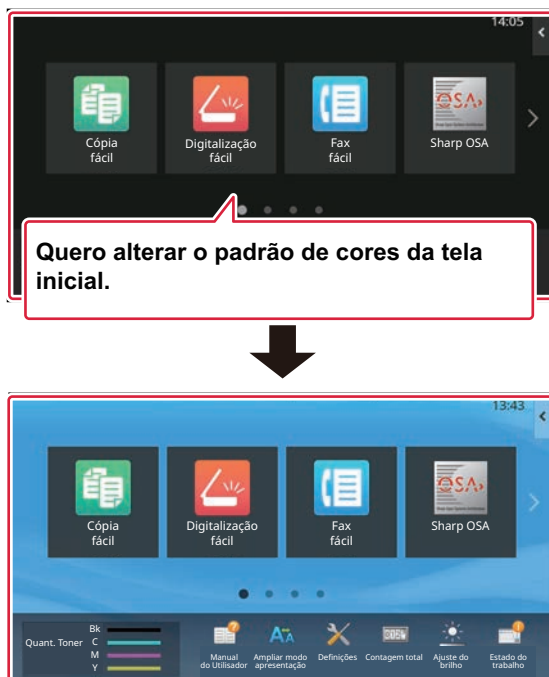 14:05
Cópia
fácil
Digitalização
fácil
Fax
fácil
Sharp OSA
Quero alterar o padrão de cores da tela
inicial.
13:43
Cópia
fácil
Digitalização
fácil
Fax
fácil
Sharp OSA
Quant. Toner
Bk
C
M
Y
Manual
do Utilisador
Ampliar modo
apresentação
Definições
Contagem total
Ajuste do
brilho
Estado do
trabalho